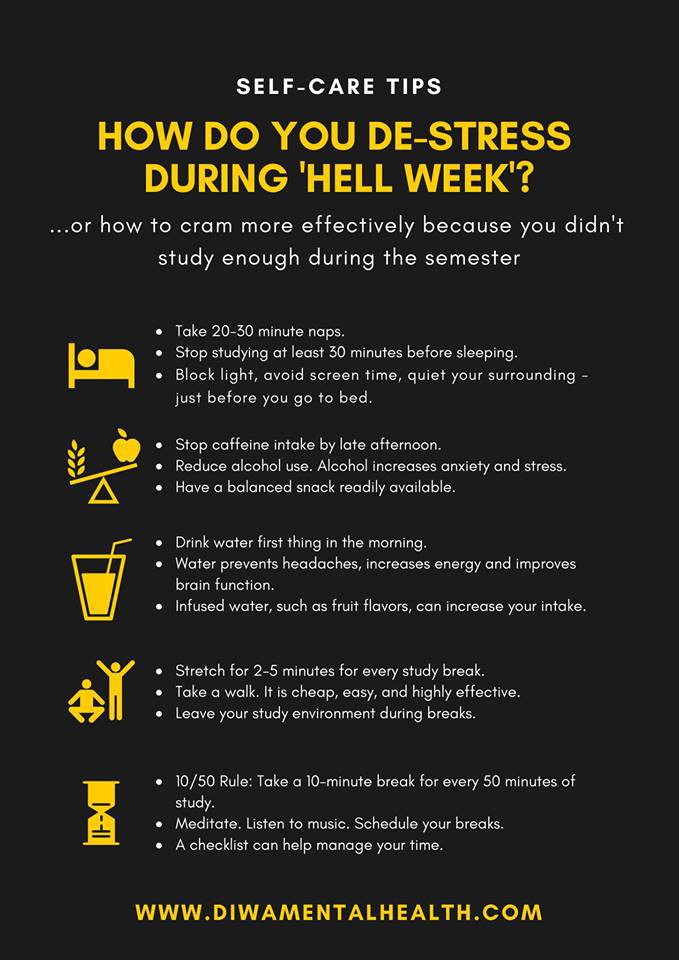 SELF-CARE TIPS
HOW DO YOU DE-STRESS
DURING 'HELL WEEK'?
...or how to cram more effectively because you didn't
study enough during the semester
• Take 20-30 minute naps.
• Stop studying at least 30 minutes before sleeping.
• Block light, avoid screen time, quiet your surrounding -
just before you go to bed.
• Stop caffeine intake by late afternoon.
• Reduce alcohol use. Alcohol increases anxiety and stress.
• Have a balanced snack readily available.
• Drink water first thing in the morning.
• Water prevents headaches, increases energy and improves
brain function.
• Infused water, such as fruit flavors, can increase your intake.
• Stretch for 2-5 minutes for every study break.
• Take a walk. It is cheap, easy, and highly effective.
• Leave your study environment during breaks.
• 10/50 Rule: Take a 10-minute break for every 50 minutes of
study.
• Meditate. Listen to music. Schedule your breaks.
• A checklist can help manage your time.
WWW.DIWAMENTALHEALTH.COM